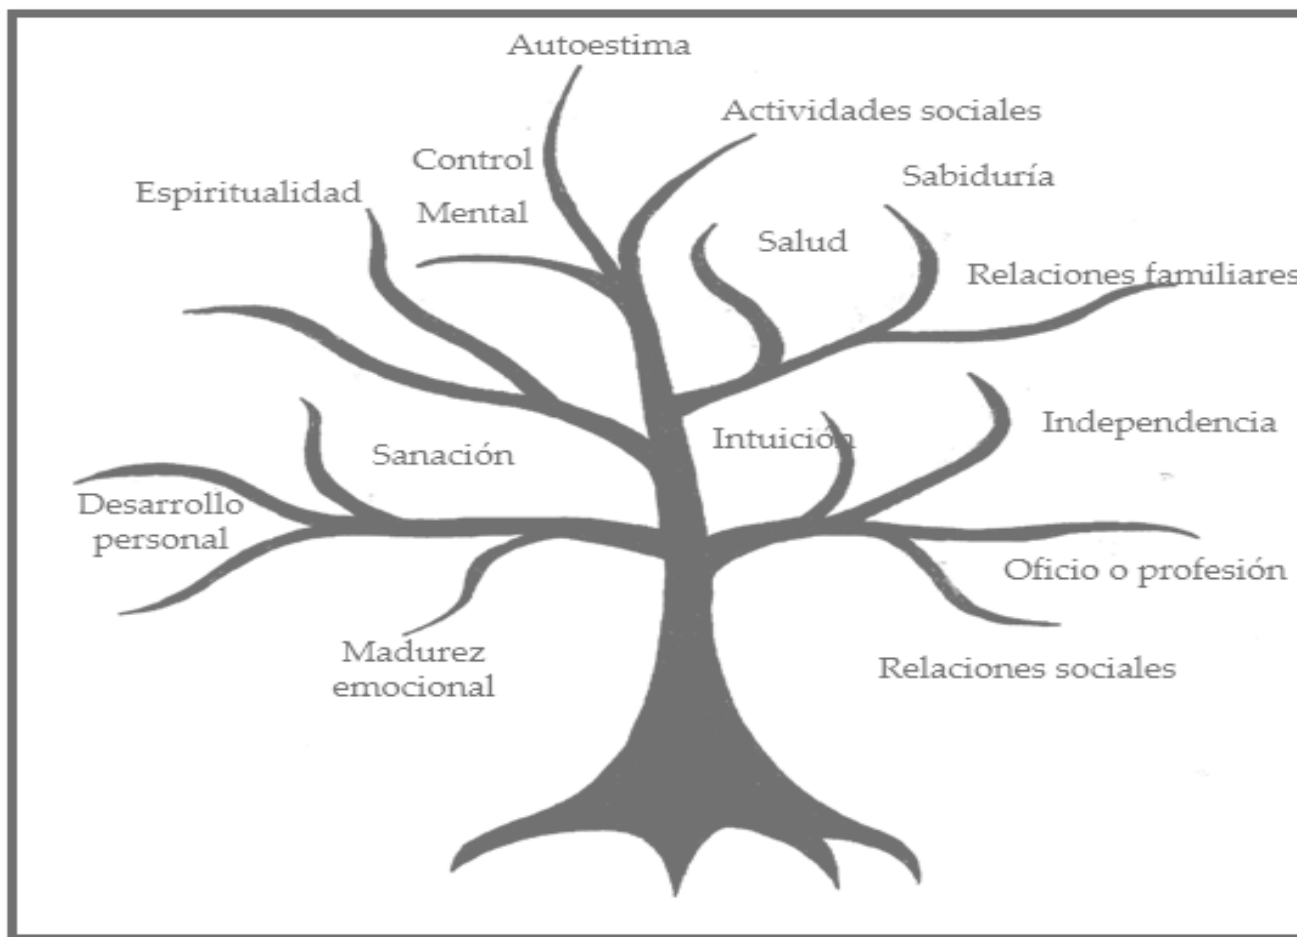 Autoestima
Actividades sociales
Control
Mental
Sabiduría
Espiritualidad
Salud
Relaciones familiares
Independencia
Intuición
Sanación
Desarrollo
personal
Oficio o profesión
Madurez
emocional
Relaciones sociales